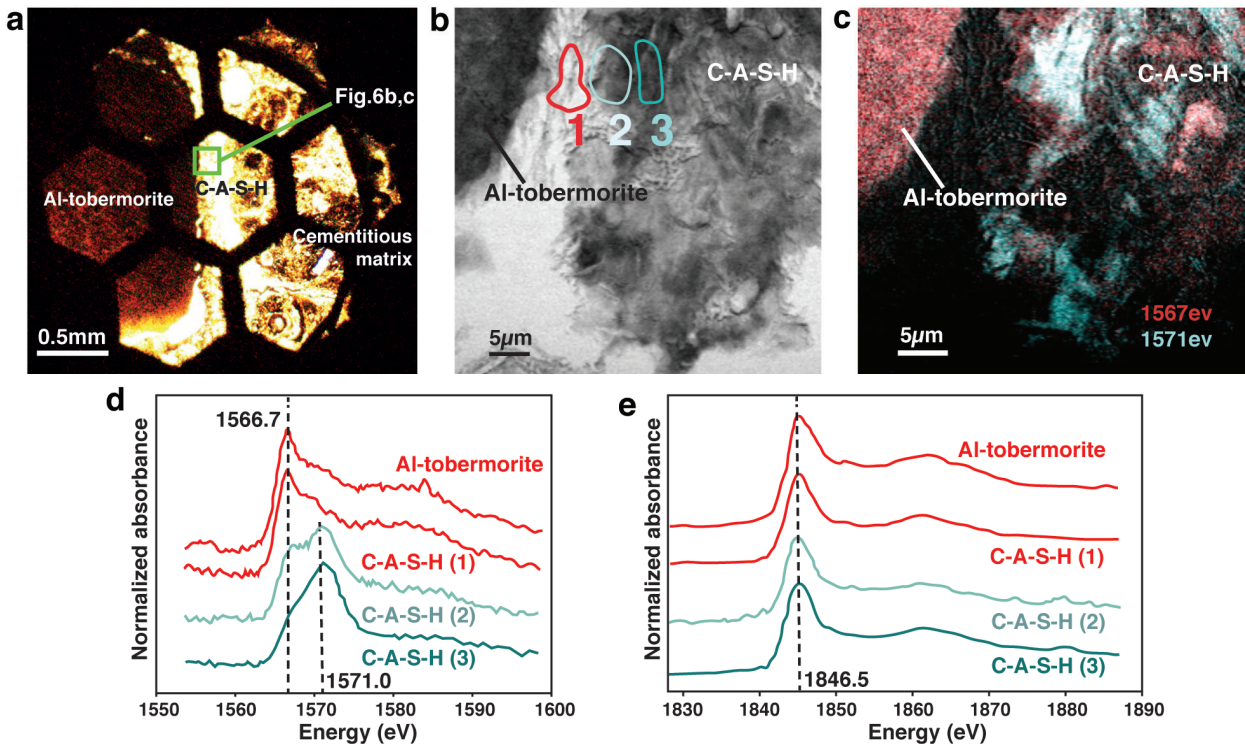 a
Fig.6b,c
C-A-S-H
Al-tobermorite
Cementitious
matrix
0.5mm
b
C-A-S-H
1 2 3
Al-tobermorite
5µm
c
C-A-S-H
Al-tobermorite
1567ev
1571ev
5µm
d
1566.7
Al-tobermorite
C-A-S-H (1)
C-A-S-H (2)
C-A-S-H (3)
1571.0
Normalized absorbance
1550 1560 1570 1580 1590 1600
Energy (eV)
e
Al-tobermorite
C-A-S-H (1)
C-A-S-H (2)
C-A-S-H (3)
1846.5
Normalized absorbance
1830 1840 1850 1860 1870 1880 1890
Energy (eV)